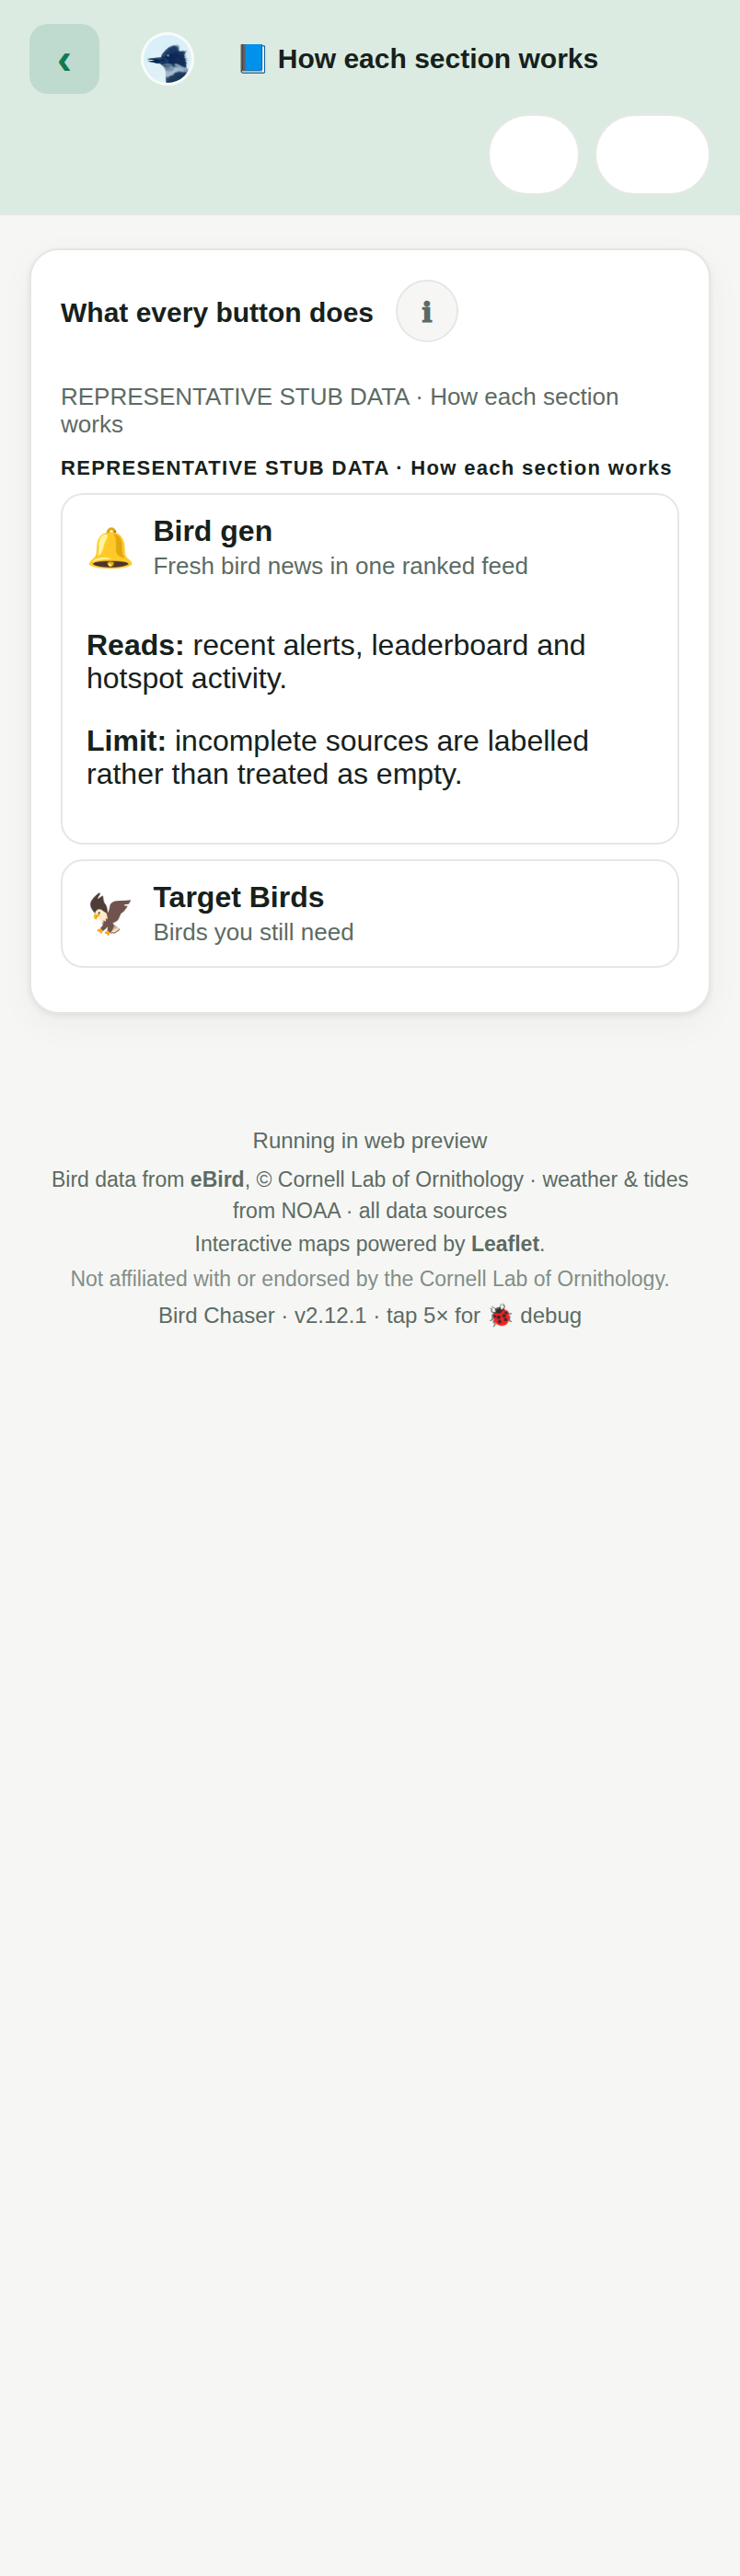 ‹
📘 How each section works
What every button does ℹ
REPRESENTATIVE STUB DATA · How each section
works
REPRESENTATIVE STUB DATA · How each section works
🔔 Bird gen
Fresh bird news in one ranked feed
Reads: recent alerts, leaderboard and
hotspot activity.
Limit: incomplete sources are labelled
rather than treated as empty.
🦅 Target Birds
Birds you still need
Running in web preview
Bird data from eBird, © Cornell Lab of Ornithology · weather & tides
from NOAA · all data sources
Interactive maps powered by Leaflet.
Not affiliated with or endorsed by the Cornell Lab of Ornithology.
Bird Chaser · v2.12.1 · tap 5× for 🐞 debug